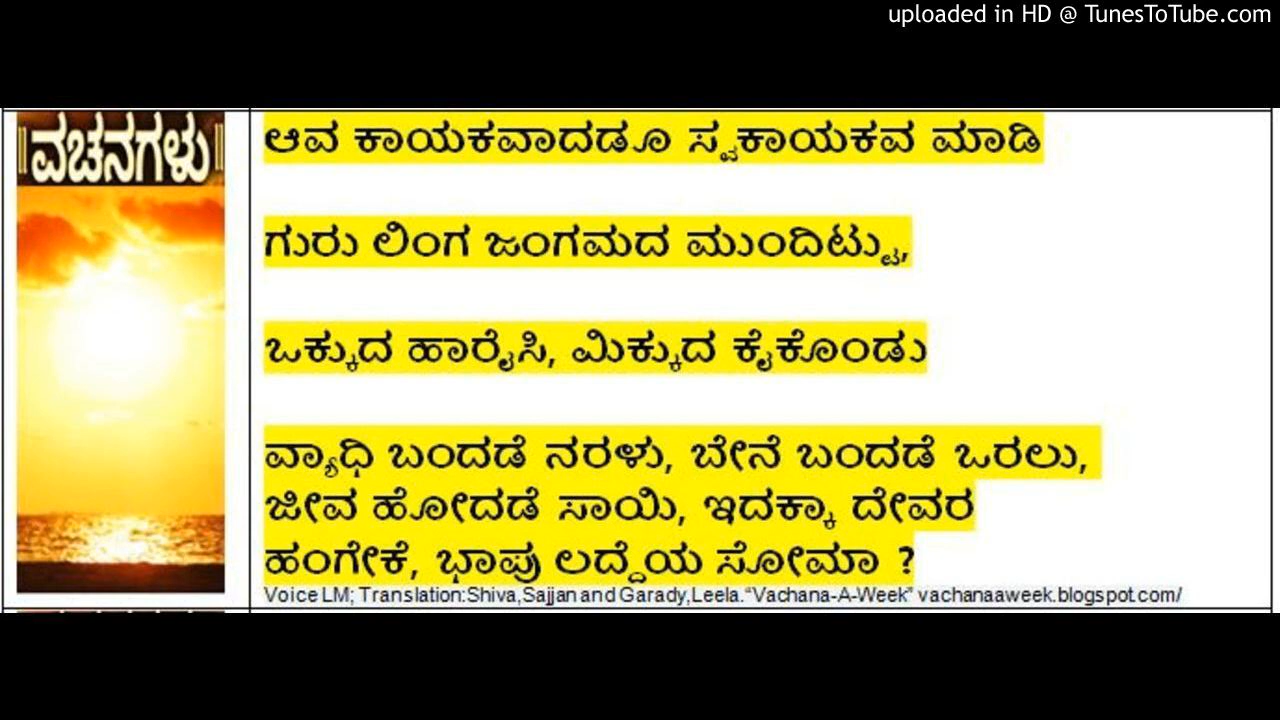 uploaded in HD @ TunesToTube.com
॥ವಚನಗಳು॥
ಆವ ಕಾಯಕವಾದಡೂ ಸ್ವಕಾಯಕವ ಮಾಡಿ
ಗುರು ಲಿಂಗ ಜಂಗಮದ ಮುಂದಿಟ್ಟು,
ಒಕ್ಕುದ ಹಾರೈಸಿ, ಮಿಕ್ಕುದ ಕೈಕೊಂಡು
ವ್ಯಾಧಿ ಬಂದಡೆ ನರಳು, ಬೇನೆ ಬಂದಡೆ ಒರಲು,
ಜೀವ ಹೋದಡೆ ಸಾಯಿ, ಇದಕ್ಕಾ ದೇವರ
ಹಂಗೇಕೆ, ಭಾಪು ಲದ್ದೆಯ ಸೋಮಾ ?
Voice LM; Translation:Shiva,Sajjan and Garady,Leela.“Vachana-A-Week” vachanaaweek.blogspot.com/